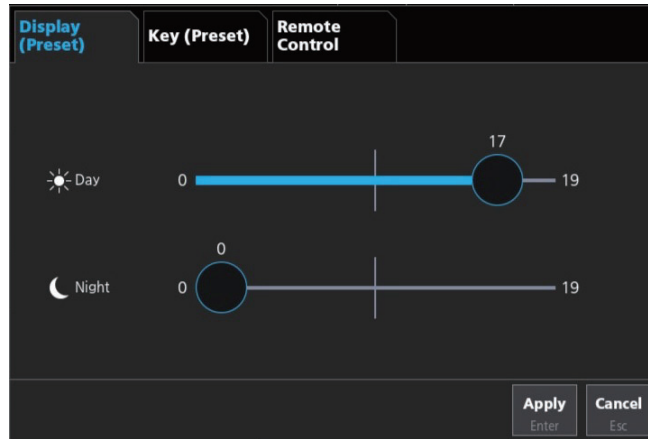 Display
(Preset)
Key (Preset)
Remote
Control
17
Day
0
19
0
Night
0
19
Apply
Enter
Cancel
Esc